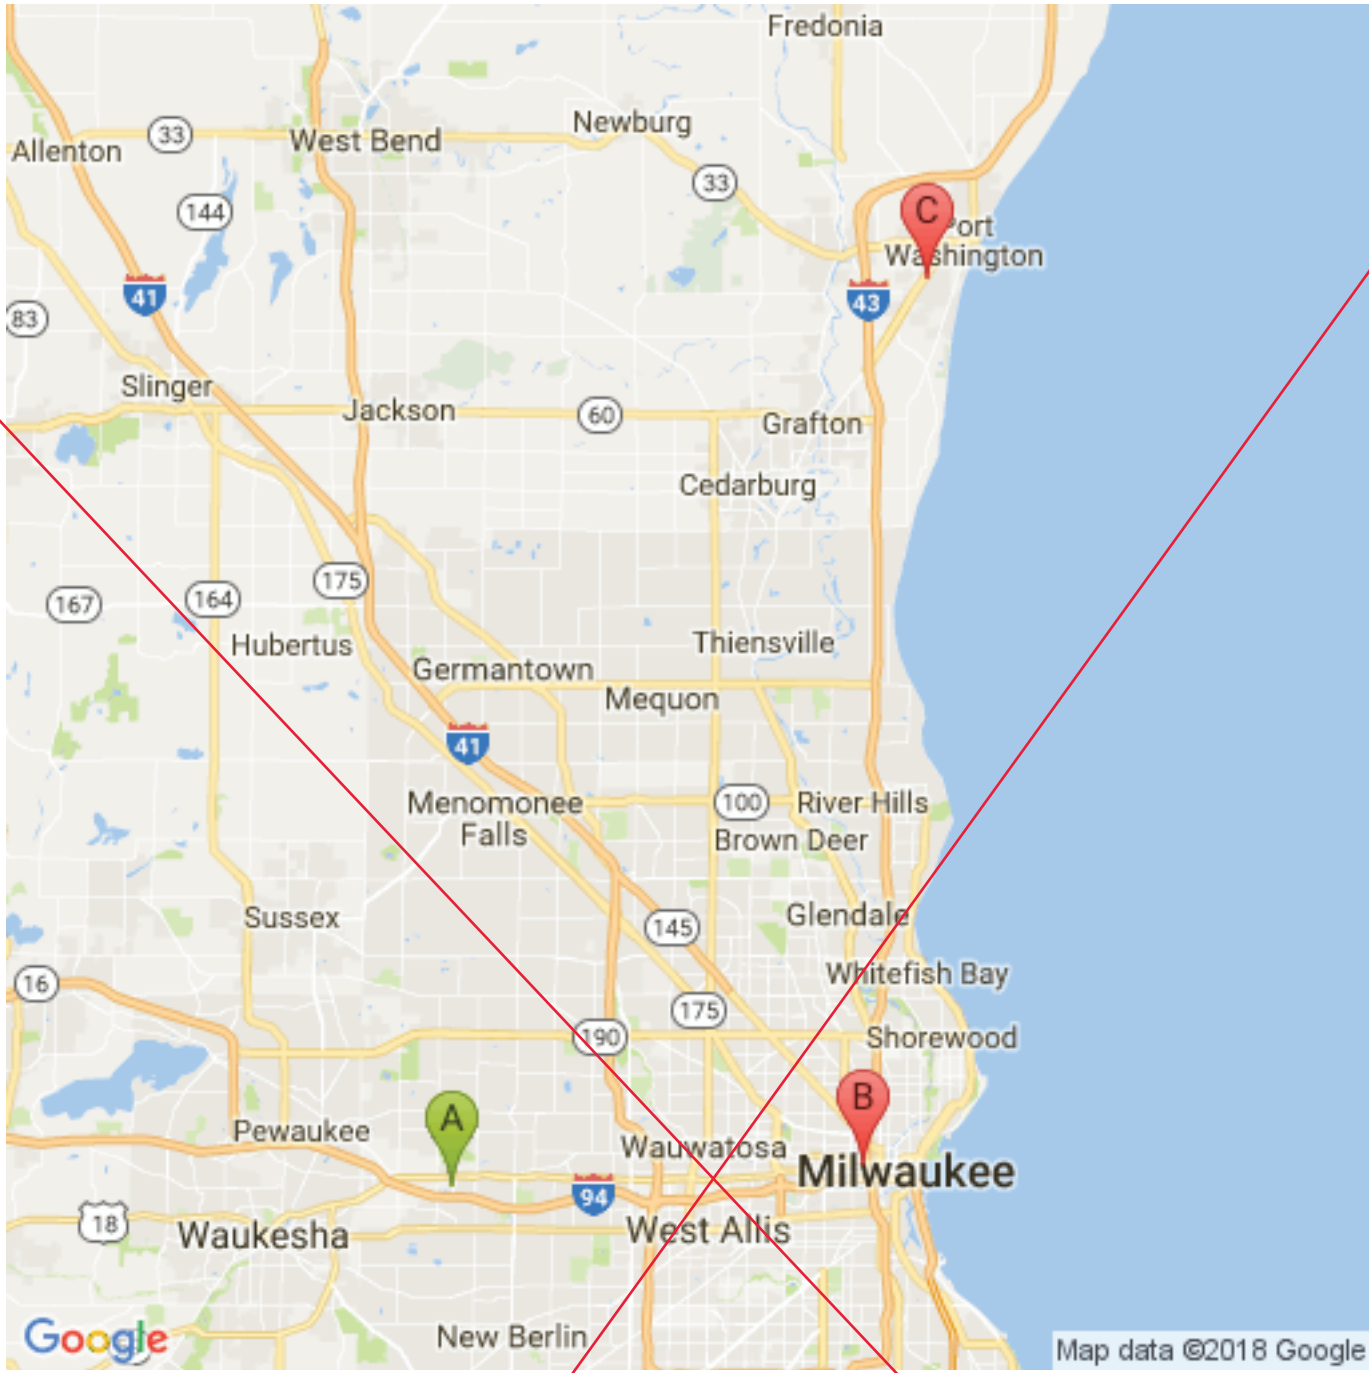 Fredonia
Newburg
33
West Bend
Allenton
33
144
C
Port
Washington
41
43
83
Slinger
Jackson
60
Grafton
Cedarburg
175
164
167
Hubertus
Thiensville
Germantown
Mequon
41
Menomonee
Falls
100
River Hills
Brown Deer
Sussex
Glendale
145
Whitefish Bay
16
175
190
Shorewood
B
A
Pewaukee
Wauwatosa
Milwaukee
94
18
Waukesha
West Allis
Google
New Berlin
Map data ©2018 Google